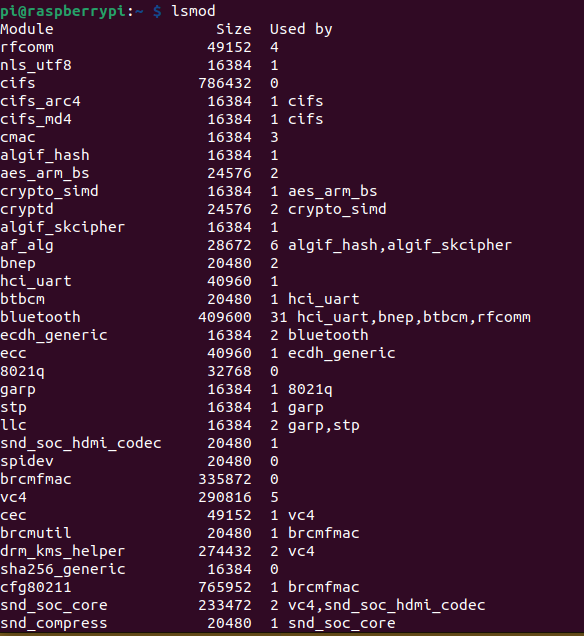 pi@raspberrypi:~ $ lsmod
Module                  Size  Used by
rfcomm                 49152  4
nls_utf8               16384  1
cifs                  786432  0
cifs_arc4              16384  1 cifs
cifs_md4               16384  1 cifs
cmac                   16384  3
algif_hash             16384  1
aes_arm_bs             24576  2
crypto_simd            16384  1 aes_arm_bs
cryptd                 24576  2 crypto_simd
algif_skcipher         16384  1
af_alg                 28672  6 algif_hash,algif_skcipher
bnep                   20480  2
hci_uart               40960  1
btbcm                  20480  1 hci_uart
bluetooth             409600  31 hci_uart,bnep,btbcm,rfcomm
ecdh_generic           16384  2 bluetooth
ecc                    40960  1 ecdh_generic
8021q                  32768  0
garp                   16384  1 8021q
stp                    16384  1 garp
llc                    16384  2 garp,stp
snd_soc_hdmi_codec     20480  1
spidev                 20480  0
brcmfmac              335872  0
vc4                   290816  5
cec                    49152  1 vc4
brcmutil               20480  1 brcmfmac
drm_kms_helper        274432  2 vc4
sha256_generic         16384  0
cfg80211              765952  1 brcmfmac
snd_soc_core          233472  2 vc4,snd_soc_hdmi_codec
snd_compress           20480  1 snd_soc_core